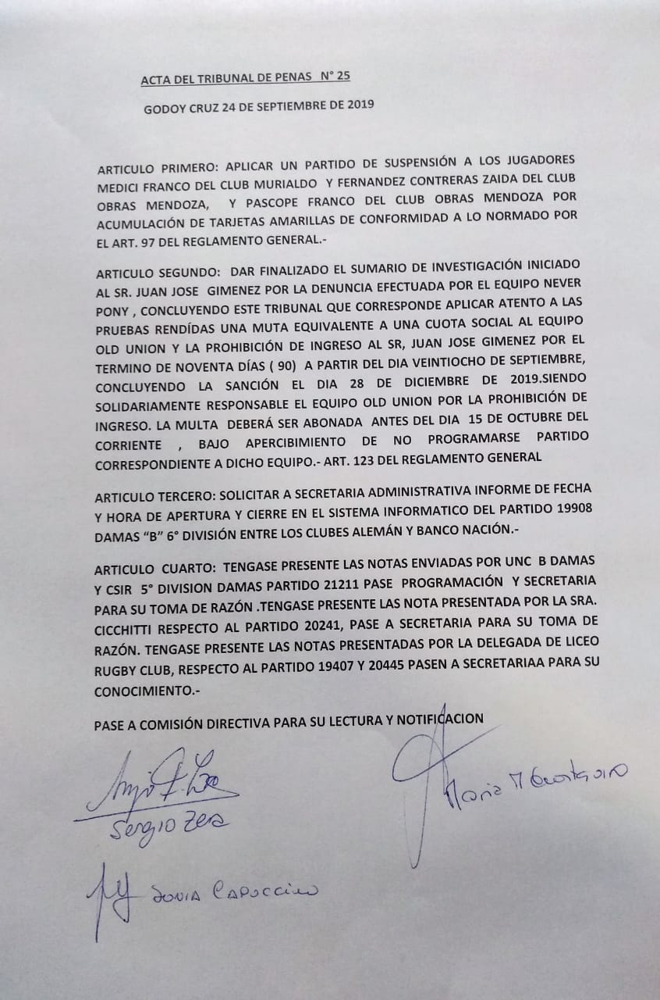 ACTA DEL TRIBUNAL DE PENAS N° 25
GODOY CRUZ 24 DE SEPTIEMBRE DE 2019
ARTICULO PRIMERO: APLICAR UN PARTIDO DE SUSPENSIÓN A LOS JUGADORES
MEDICI FRANCO DEL CLUB MURIALDO Y FERNANDEZ CONTRERAS ZAIDA DEL CLUB
OBRAS MENDOZA, Y PASCOPE FRANCO DEL CLUB OBRAS MENDOZA POR
ACUMULACIÓN DE TARJETAS AMARILLAS DE CONFORMIDAD A LO NORMADO POR
EL ART. 97 DEL REGLAMENTO GENERAL.-
ARTICULO SEGUNDO: DAR FINALIZADO EL SUMARIO DE INVESTIGACIÓN INICIADO
AL SR. JUAN JOSE GIMENEZ POR LA DENUNCIA EFECTUADA POR EL EQUIPO NEVER
PONY , CONCLUYENDO ESTE TRIBUNAL QUE CORRESPONDE APLICAR ATENTO A LAS
PRUEBAS RENDÍDAS UNA MUTA EQUIVALENTE A UNA CUOTA SOCIAL AL EQUIPO
OLD UNION Y LA PROHIBICIÓN DE INGRESO AL SR, JUAN JOSE GIMENEZ POR EL
TERMINO DE NOVENTA DÍAS ( 90) A PARTIR DEL DIA VEINTIOCHO DE SEPTIEMBRE,
CONCLUYENDO LA SANCIÓN EL DIA 28 DE DICIEMBRE DE 2019.SIENDO
SOLIDARIAMENTE RESPONSABLE EL EQUIPO OLD UNION POR LA PROHIBICIÓN DE
INGRESO. LA MULTA DEBERÁ SER ABONADA ANTES DEL DIA 15 DE OCTUBRE DEL
CORRIENTE , BAJO APERCIBIMIENTO DE NO PROGRAMARSE PARTIDO
CORRESPONDIENTE A DICHO EQUIPO.- ART. 123 DEL REGLAMENTO GENERAL
ARTICULO TERCERO: SOLICITAR A SECRETARIA ADMINISTRATIVA INFORME DE FECHA
Y HORA DE APERTURA Y CIERRE EN EL SISTEMA INFORMATICO DEL PARTIDO 19908
DAMAS “B” 6° DIVISIÓN ENTRE LOS CLUBES ALEMÁN Y BANCO NACIÓN.-
ARTICULO CUARTO: TENGASE PRESENTE LAS NOTAS ENVIADAS POR UNC B DAMAS
Y CSIR 5° DIVISION DAMAS PARTIDO 21211 PASE PROGRAMACIÓN Y SECRETARIA
PARA SU TOMA DE RAZÓN .TENGASE PRESENTE LAS NOTA PRESENTADA POR LA SRA.
CICCHITTI RESPECTO AL PARTIDO 20241, PASE A SECRETARIA PARA SU TOMA DE
RAZÓN. TENGASE PRESENTE LAS NOTAS PRESENTADAS POR LA DELEGADA DE LICEO
RUGBY CLUB, RESPECTO AL PARTIDO 19407 Y 20445 PASEN A SECRETARIAA PARA SU
CONOCIMIENTO.-
PASE A COMISIÓN DIRECTIVA PARA SU LECTURA Y NOTIFICACION
Maria M
Sergio
SONIA CAPUCCINO